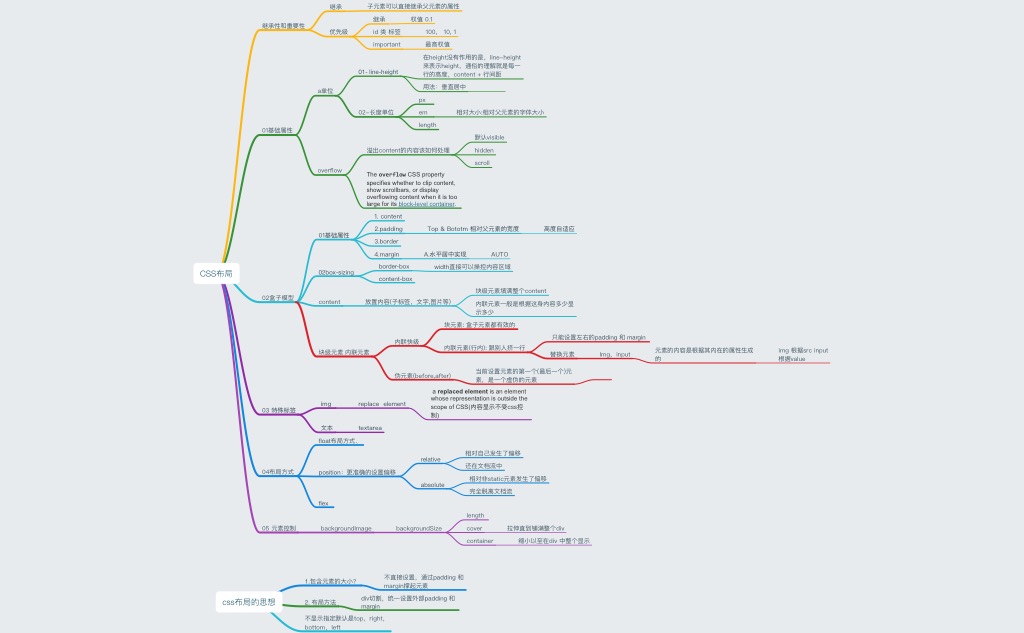 继承 子元素可以直接继承父元素的属性
继承性和重要性
继承 权值 0.1
优先级 id 类 标签 100, 10, 1
important 最高权值
在height没有作用的是，line-height
来表示height，通俗的理解就是每一
行的高度，content + 行间距
01- line-height
用法：垂直居中
a单位
px
02-长度单位 em 相对大小:相对父元素的字体大小
length
01基础属性
默认visible
溢出content的内容该如何处理 hidden
scroll
overflow
The overflow CSS property
specifies whether to clip content,
show scrollbars, or display
overflowing content when it is too
large for its block-level container.
1. content
2.padding Top & Bototm 相对父元素的宽度 高度自适应
01基础属性
3.border
4.margin A.水平居中实现 AUTO
border-box width直接可以操控内容区域
02box-sizing
content-box
CSS布局
块级元素填满整个content
02盒子模型
content 放置内容(子标签、文字,图片等)
内联元素一般是根据这身内容多少显
示多少
块元素: 盒子元素都有效的
只能设置左右的padding 和 margin
内联快级
内联元素(行内): 跟别人挤一行
块级元素 内联元素
替换元素 Img，input
元素的内容是根据其内在的属性生成
的
img 根据src input
根据value
伪元素(before,after)
当前设置元素的第一个(最后一个)元
素，是一个虚伪的元素
a replaced element is an element
whose representation is outside the
scope of CSS(内容显示不受css控
制)
img replace element
03 特殊标签
文本 textarea
float布局方式，
相对自己发生了偏移
relative
还在文档流中
04布局方式 position：更准确的设置偏移
相对非static元素发生了偏移
absolute
完全脱离文档流
flex
length
05 元素控制 backgroundImage backgroundSize cover 拉伸直到铺满整个div
container 缩小以至在div 中整个显示
1.包含元素的大小?
不直接设置，通过padding 和
margin撑起元素
css布局的思想
2. 布局方法
div切割，统一设置外部padding 和
margin
不显示指定默认是top，right，
bottom，left